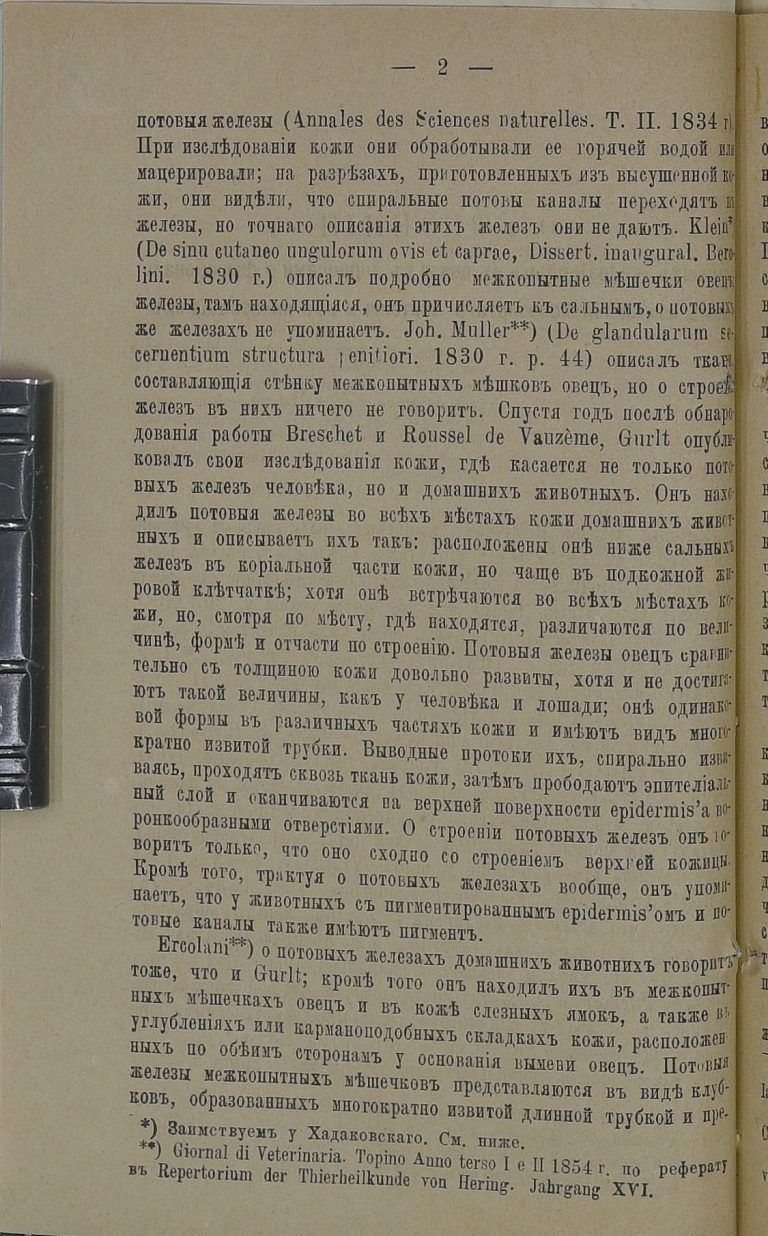 — 2 —
потовыя железы (Annales des Sciences naturelles. T. II. 1834 г).
При изслѣдованіи кожи они обработывали ее горячей водой или
мацерировали; на разрѣзахъ, приготовленныхъ изъ высушенной ко-
жи, они видѣли, что спиральные потовы каналы переходятъ въ
железы, но точнаго описанія этихъ железъ они не даютъ. Klein*
(De sinu cutaneo ungulorum ovis et caprae, Dissert. inaugural. Bero-
lini. 1830 г.) описалъ подробно межкопытные мѣшечки овецъ
железы, тамъ находящіяся, онъ причисляетъ къ сальнымъ, о потовыхъ
же железахъ не упоминаетъ. Joh. Muller**) (De glandularum se-
cernentium structura penitiori. 1830 г. p. 44) описалъ ткани,
составляющія стѣнку межкопытныхъ мѣшковъ овецъ, но о строеніи
железъ въ нихъ ничего не говоритъ. Спустя годъ послѣ обнаро-
дованія работы Breschet и Roussel de Vauzème, Gurlt опубли-
ковалъ свои изслѣдованія кожи, гдѣ касается не только пото-
выхъ железъ человѣка, но и домашнихъ животныхъ. Онъ нахо-
дилъ потовыя железы во всѣхъ мѣстахъ кожи домашнихъ живот-
ныхъ и описываетъ ихъ такъ: расположены онѣ ниже сальныхъ
железъ въ коріальной части кожи, но чаще въ подкожной жи-
ровой клѣтчаткѣ; хотя онѣ встрѣчаются во всѣхъ мѣстахъ ко-
жи, но, смотря по мѣсту, гдѣ находятся, различаются по вели-
чинѣ, формѣ и отчасти по строенію. Потовыя железы овецъ сравни-
тельно съ толщиною кожи довольно развиты, хотя и не достига-
ютъ такой величины, какъ у человѣка и лошади; онѣ одинако-
вой формы въ различныхъ частяхъ кожи и имѣютъ видъ много-
кратно извитой трубки. Выводные протоки ихъ, спирально изви-
ваясь, проходятъ сквозь ткань кожи, затѣмъ прободаютъ эпителіаль-
ный слой и оканчиваются на верхней поверхности epidermis’a во-
ронкообразными отверстіями. О строеніи потовыхъ железъ онъ го-
воритъ только, что оно сходно со строеніемъ верхней кожицы.
Кромѣ того, трактуя о потовыхъ железахъ вообще, онъ упоми-
наетъ, что у животныхъ съ пигментированнымъ epidermis’омъ и по-
товые каналы также имѣютъ пигментъ.
Ercolani**) о потовыхъ железахъ домашнихъ животнихъ говоритъ
тоже, что и Gurlt; кромѣ того онъ находилъ ихъ въ межкопыт-
ныхъ мѣшечкахъ овецъ и въ кожѣ слезныхъ ямокъ, а также въ
углубленіяхъ или карманоподобныхъ складкахъ кожи, расположен
ныхъ по обѣимъ сторонамъ у основанія вымени овецъ. Потовыя
железы межкопытныхъ мѣшечковъ представляются въ видѣ клуб-
ковъ, образованныхъ многократно извитой длинной трубкой и пре-
*) Заимствуемъ у Хадаковскаго. См. ниже.
**) Giornal di Veterinaria. Topino Anno terso I e II 1854 г. по реферату
въ Repertorium der Thierheilkunde von Hering. Jahrgang XVI.